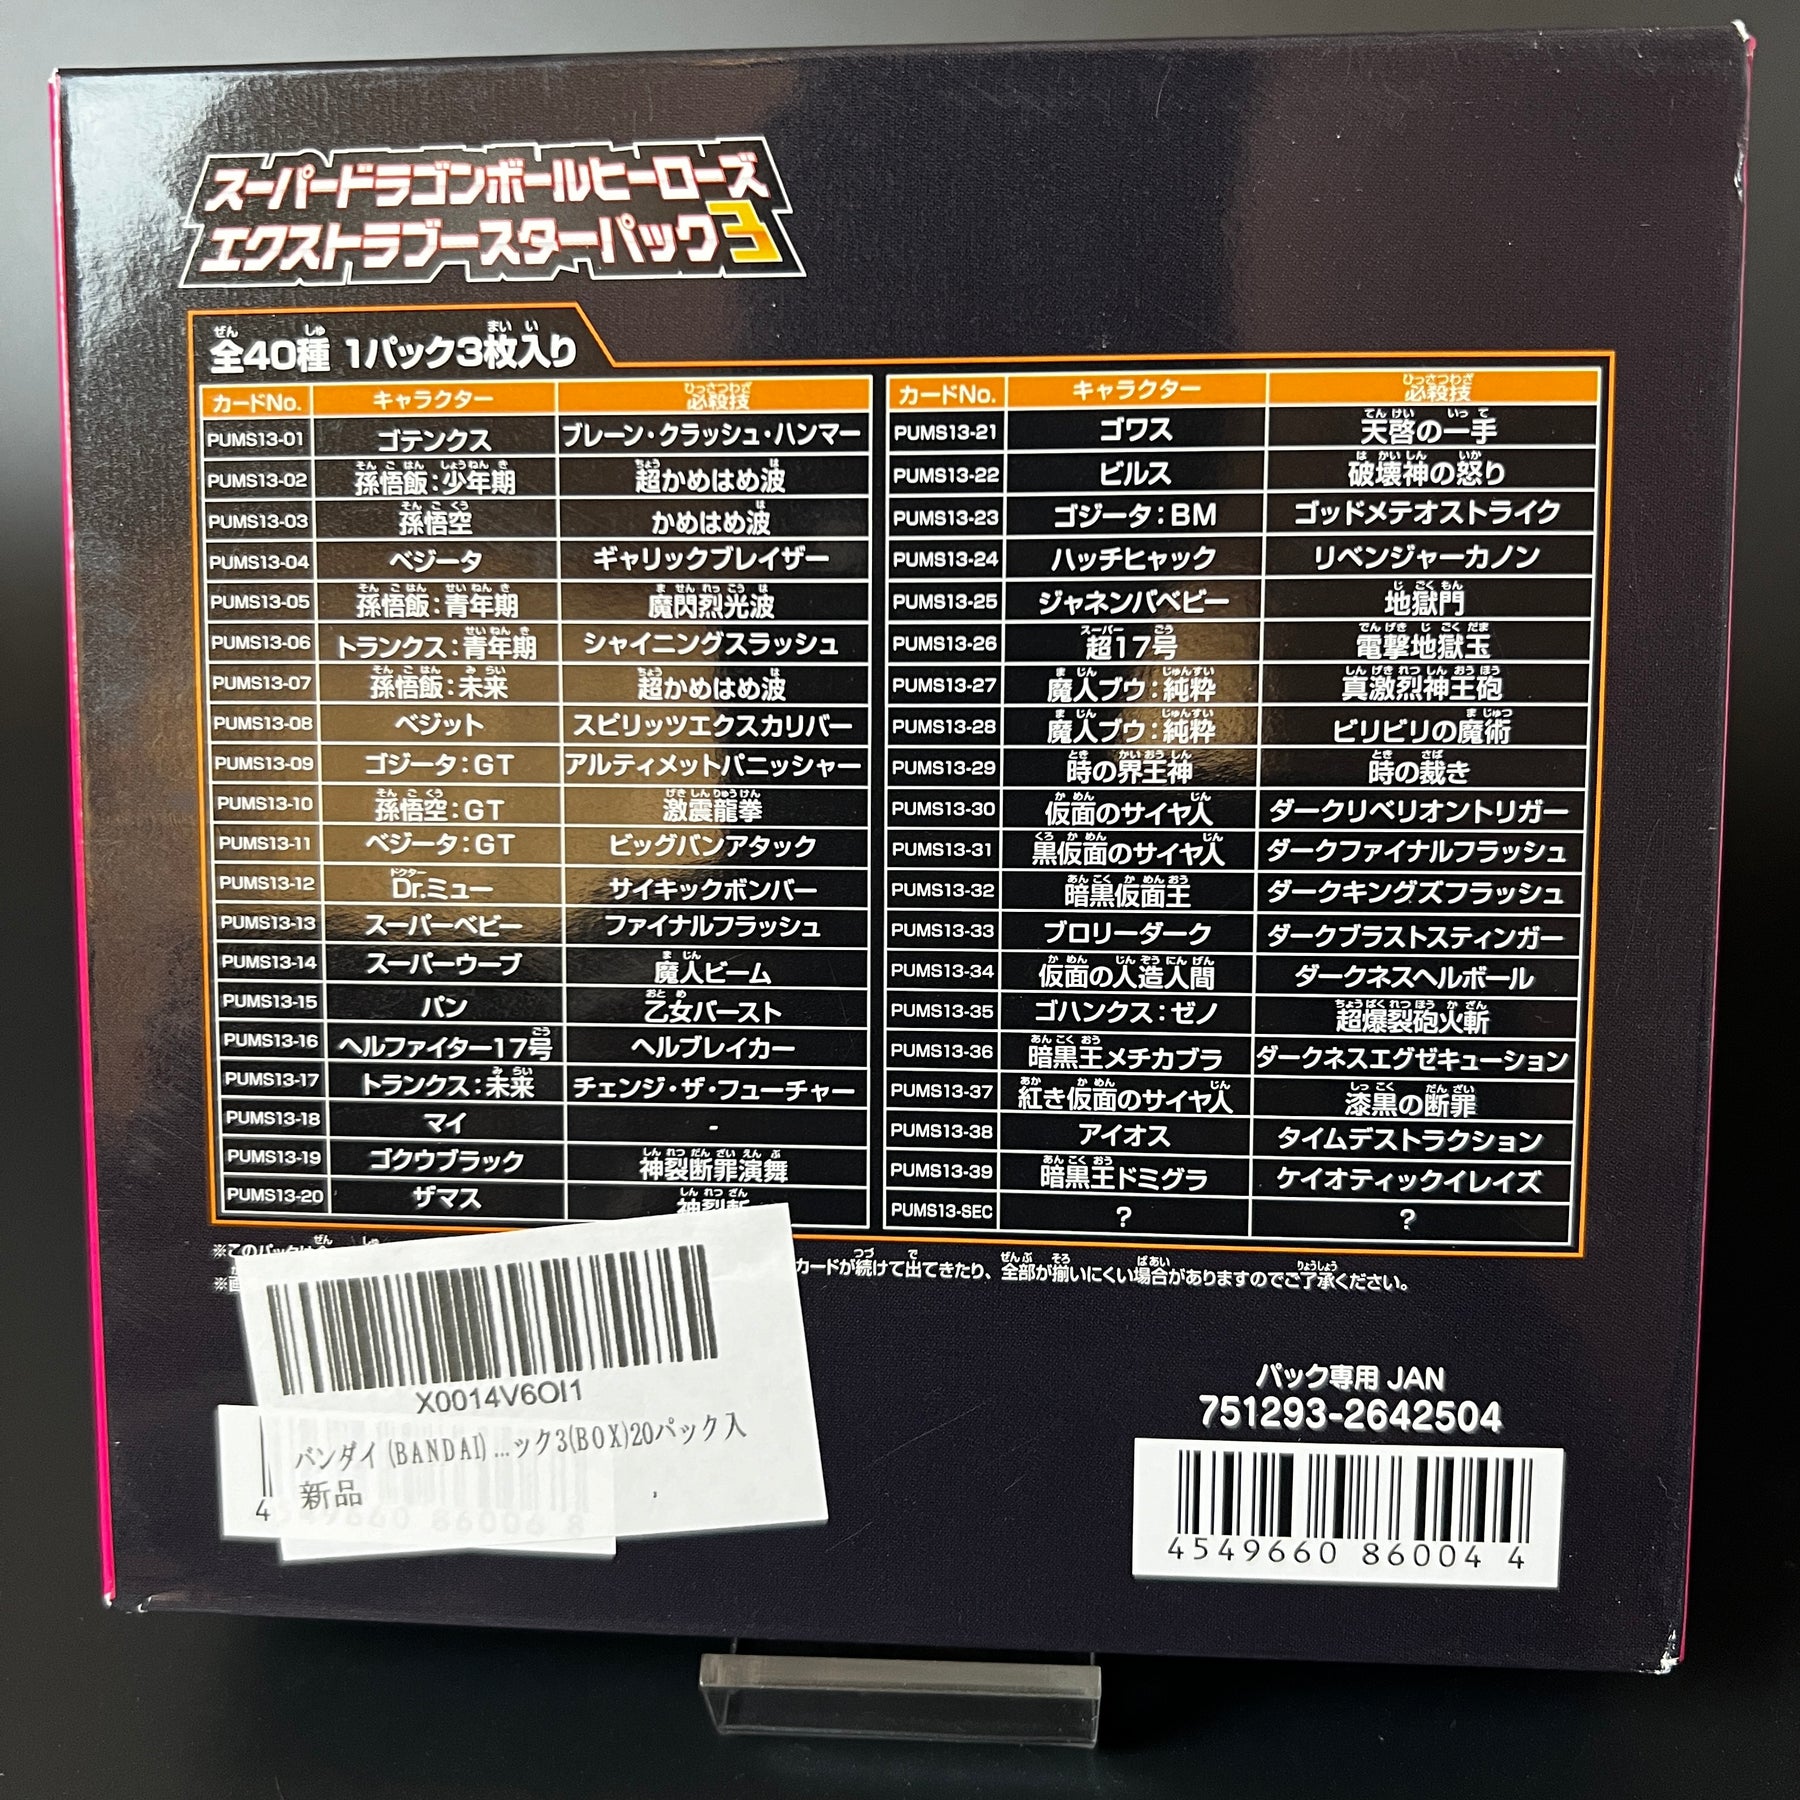 スーパードラゴンボールヒーローズ
エクストラブースターパック3
全40種 1パック3枚入り
カードNo. キャラクター 必殺技
PUMS13-01 ゴテンクス ブレーン・クラッシュ・ハンマー
PUMS13-02 孫悟飯:少年期 超かめはめ波
PUMS13-03 孫悟空 かめはめ波
PUMS13-04 ベジータ ギャリックブレイザー
PUMS13-05 孫悟飯:青年期 魔閃烈光波
PUMS13-06 トランクス:青年期 シャイニングスラッシュ
PUMS13-07 孫悟飯:未来 超かめはめ波
PUMS13-08 ベジット スピリッツエクスカリバー
PUMS13-09 ゴジータ:GT アルティメットパニッシャー
PUMS13-10 孫悟空:GT 激震龍拳
PUMS13-11 ベジータ:GT ビッグバンアタック
PUMS13-12 Dr.ミュー サイキックボンバー
PUMS13-13 スーパーベビー ファイナルフラッシュ
PUMS13-14 スーパーウーブ 魔人ビーム
PUMS13-15 パン 乙女バースト
PUMS13-16 ヘルファイター17号 ヘルブレイカー
PUMS13-17 トランクス:未来 チェンジ・ザ・フューチャー
PUMS13-18 マイ -
PUMS13-19 ゴクウブラック 神裂断罪演舞
PUMS13-20 ザマス 神裂斬
カードNo. キャラクター 必殺技
PUMS13-21 ゴワス 天啓の一手
PUMS13-22 ビルス 破壊神の怒り
PUMS13-23 ゴジータ:BM ゴッドメテオストライク
PUMS13-24 ハッチヒャック リベンジャーカノン
PUMS13-25 ジャネンバベビー 地獄門
PUMS13-26 超17号 電撃地獄玉
PUMS13-27 魔人ブウ:純粋 真激烈神王砲
PUMS13-28 魔人ブウ:純粋 ビリビリの魔術
PUMS13-29 時の界王神 時の裁き
PUMS13-30 仮面のサイヤ人 ダークリベリオントリガー
PUMS13-31 黒仮面のサイヤ人 ダークファイナルフラッシュ
PUMS13-32 暗黒仮面王 ダークキングズフラッシュ
PUMS13-33 ブロリーダーク ダークブラストスティンガー
PUMS13-34 仮面の人造人間 ダークネスヘルボール
PUMS13-35 ゴハンクス:ゼノ 超爆裂砲火斬
PUMS13-36 暗黒王メチカブラ ダークネスエグゼキューション
PUMS13-37 紅き仮面のサイヤ人 漆黒の断罪
PUMS13-38 アイオス タイムデストラクション
PUMS13-39 暗黒王ドミグラ ケイオティックイレイズ
PUMS13-SEC ? ?
※このパックは カードが続けて出てきたり、全部が揃いにくい場合がありますのでご了承ください。
X0014V6OI1
バンダイ (BANDAI) ...ック3(BOX)20パック入
新品
4549660 86006 8
パック専用 JAN
751293-2642504
4549660 86004 4